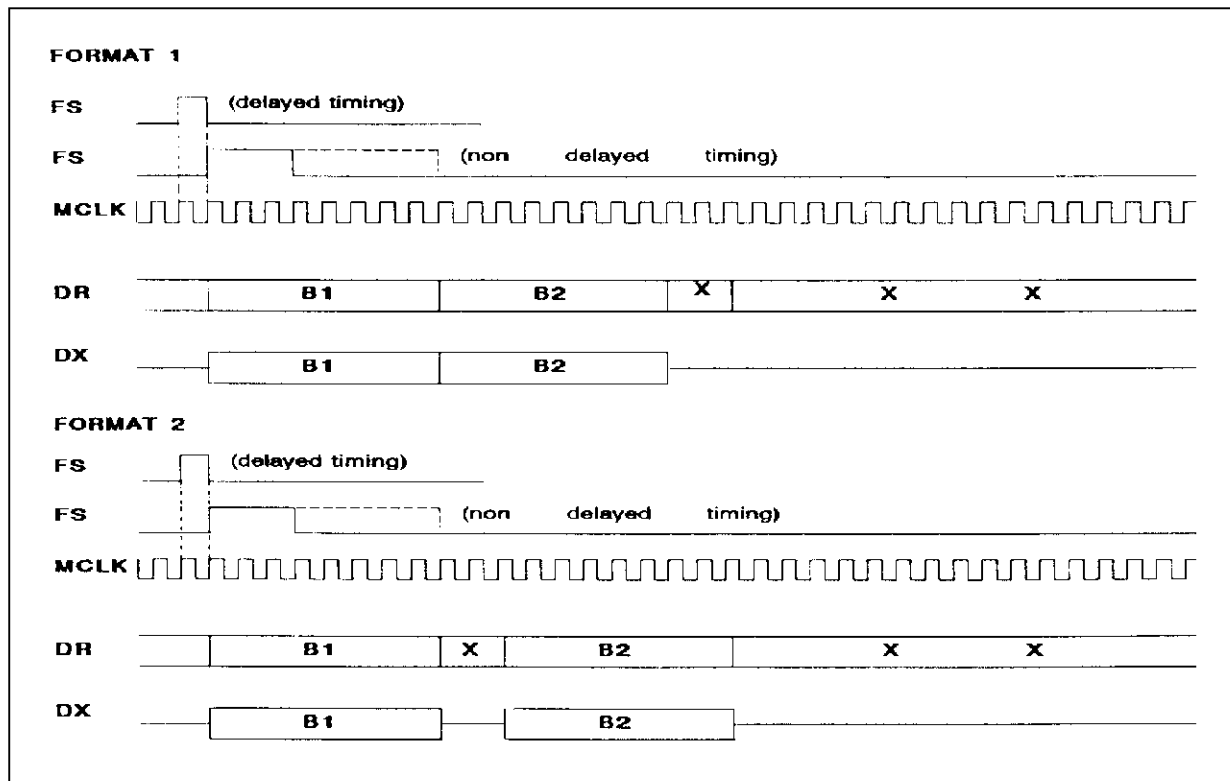 FORMAT 1
FS (delayed timing)
FS (non delayed timing)
MCLK
DR B1 B2 X X X
DX B1 B2
FORMAT 2
FS (delayed timing)
FS (non delayed timing)
MCLK
DR B1 X B2 X X
DX B1 B2